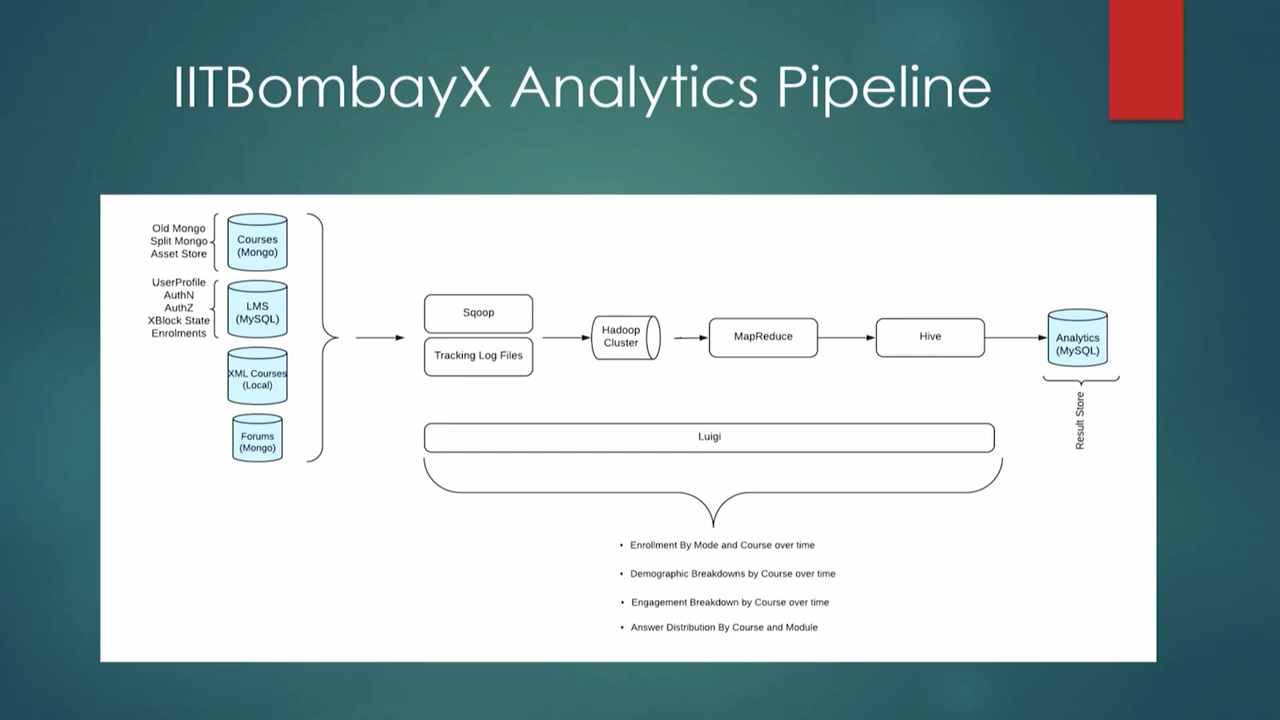 IITBombayX Analytics Pipeline
Old Mongo
Split Mongo
Asset Store
Courses
(Mongo)
UserProfile
AuthN
AuthZ
XBlock State
Enrolments
LMS
(MySQL)
XML Courses
(Local)
Forums
(Mongo)
Sqoop
Tracking Log Files
Hadoop
Cluster
MapReduce
Hive
Analytics
(MySQL)
Result Store
Luigi
• Enrollment By Mode and Course over time
• Demographic Breakdowns by Course over time
• Engagement Breakdown by Course over time
• Answer Distribution By Course and Module